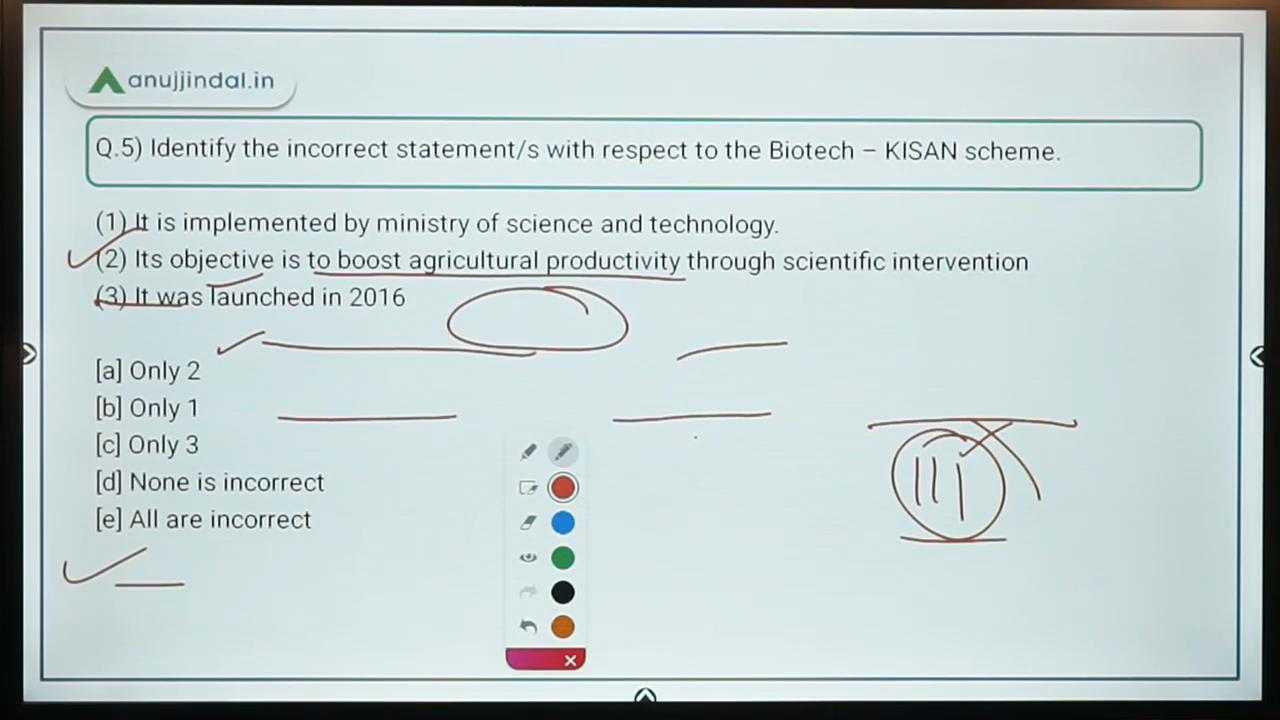 anujjindal.in
Q.5) Identify the incorrect statement/s with respect to the Biotech – KISAN scheme.
(1) It is implemented by ministry of science and technology.
(2) Its objective is to boost agricultural productivity through scientific intervention
(3) It was launched in 2016
[a] Only 2
[b] Only 1
[c] Only 3
[d] None is incorrect
[e] All are incorrect